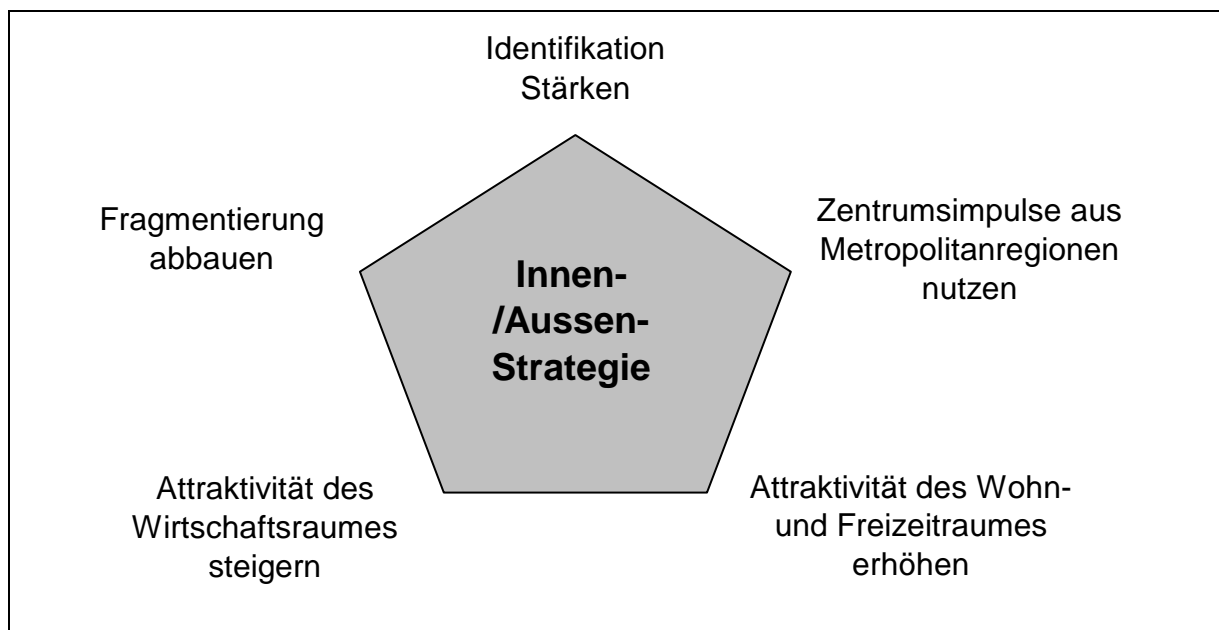 Identifikation
Stärken
Fragmentierung
abbauen
Zentrumsimpulse aus
Metropolitanregionen
nutzen
Innen-
/Aussen-
Strategie
Attraktivität des
Wirtschaftsraumes
steigern
Attraktivität des Wohn-
und Freizeitraumes
erhöhen